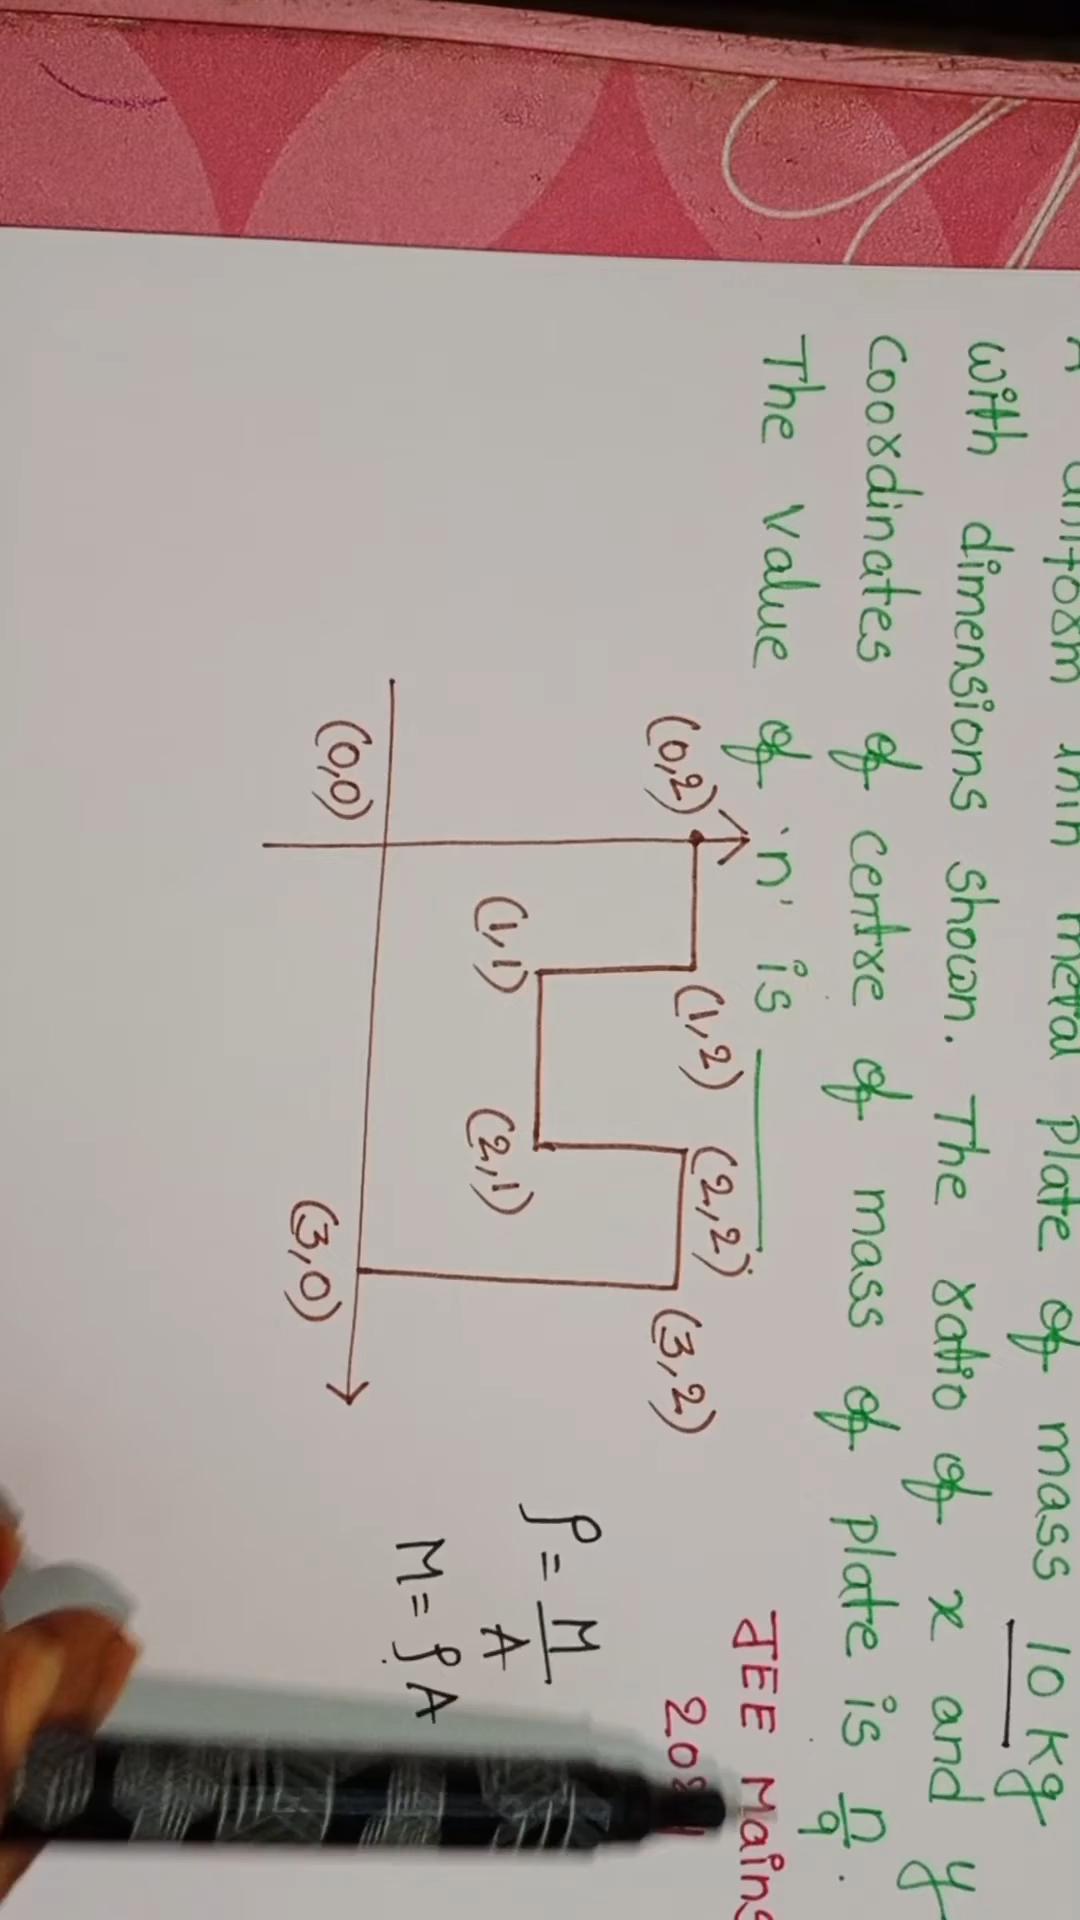 A uniform thin metal plate of mass 10 kg
with dimensions shown. The ratio of x and y
Coordinates of centre of mass of plate is n/9.
The value of 'n' is
JEE Mains
(0,2)
(1,2)
(2,2)
(3,2)
(1,1)
(2,1)
(0,0)
(3,0)
ρ = M/A
M = ρA